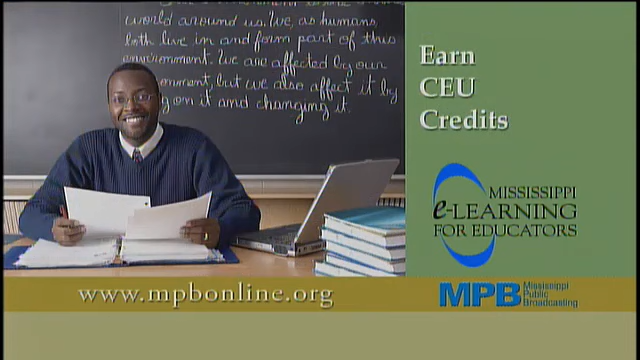 world around us. We, as humans,
both live in and form part of this
environment. We are affected by our
onment, but we also affect it by
g on it and changing it.
Earn
CEU
Credits
MISSISSIPPI
e-LEARNING
FOR EDUCATORS
www.mpbonline.org
MPB Mississippi
Public
Broadcasting